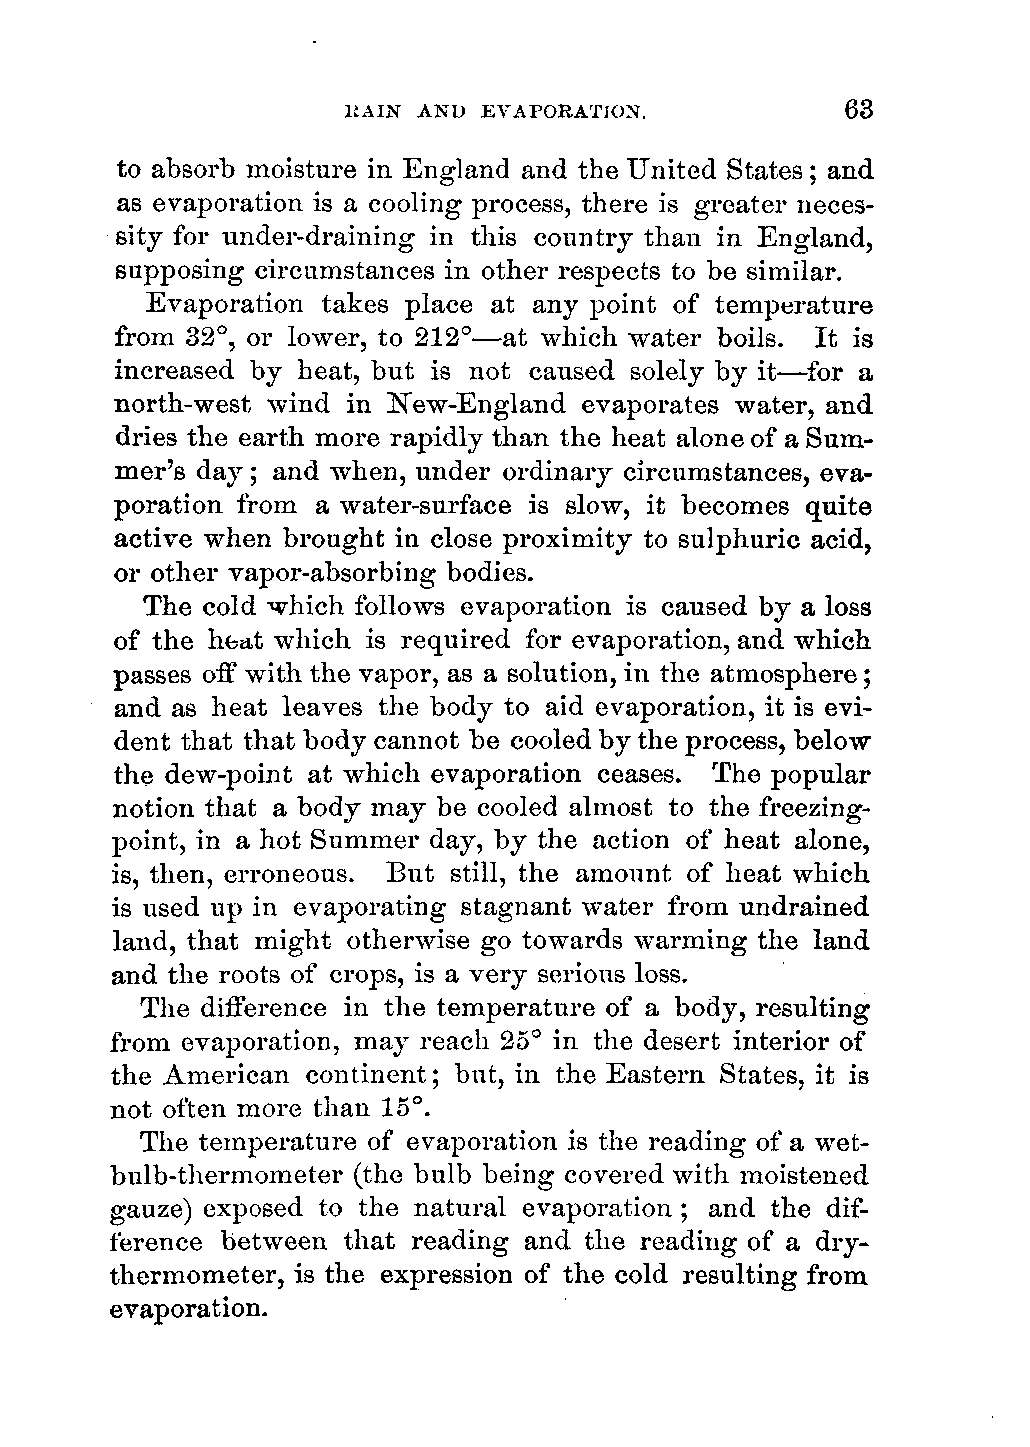 RAIN AND EVAPORATION. 63
to absorb moisture in England and the United States; and
as evaporation is a cooling process, there is greater neces-
sity for under-draining in this country than in England,
supposing circumstances in other respects to be similar.
Evaporation takes place at any point of temperature
from 32°, or lower, to 212°—at which water boils. It is
increased by heat, but is not caused solely by it—for a
north-west wind in New-England evaporates water, and
dries the earth more rapidly than the heat alone of a Sum-
mer's day; and when, under ordinary circumstances, eva-
poration from a water-surface is slow, it becomes quite
active when brought in close proximity to sulphuric acid,
or other vapor-absorbing bodies.
The cold which follows evaporation is caused by a loss
of the heat which is required for evaporation, and which
passes off with the vapor, as a solution, in the atmosphere;
and as heat leaves the body to aid evaporation, it is evi-
dent that that body cannot be cooled by the process, below
the dew-point at which evaporation ceases. The popular
notion that a body may be cooled almost to the freezing-
point, in a hot Summer day, by the action of heat alone,
is, then, erroneous. But still, the amount of heat which
is used up in evaporating stagnant water from undrained
land, that might otherwise go towards warming the land
and the roots of crops, is a very serious loss.
The difference in the temperature of a body, resulting
from evaporation, may reach 25° in the desert interior of
the American continent; but, in the Eastern States, it is
not often more than 15°.
The temperature of evaporation is the reading of a wet-
bulb-thermometer (the bulb being covered with moistened
gauze) exposed to the natural evaporation; and the dif-
ference between that reading and the reading of a dry-
thermometer, is the expression of the cold resulting from
evaporation.